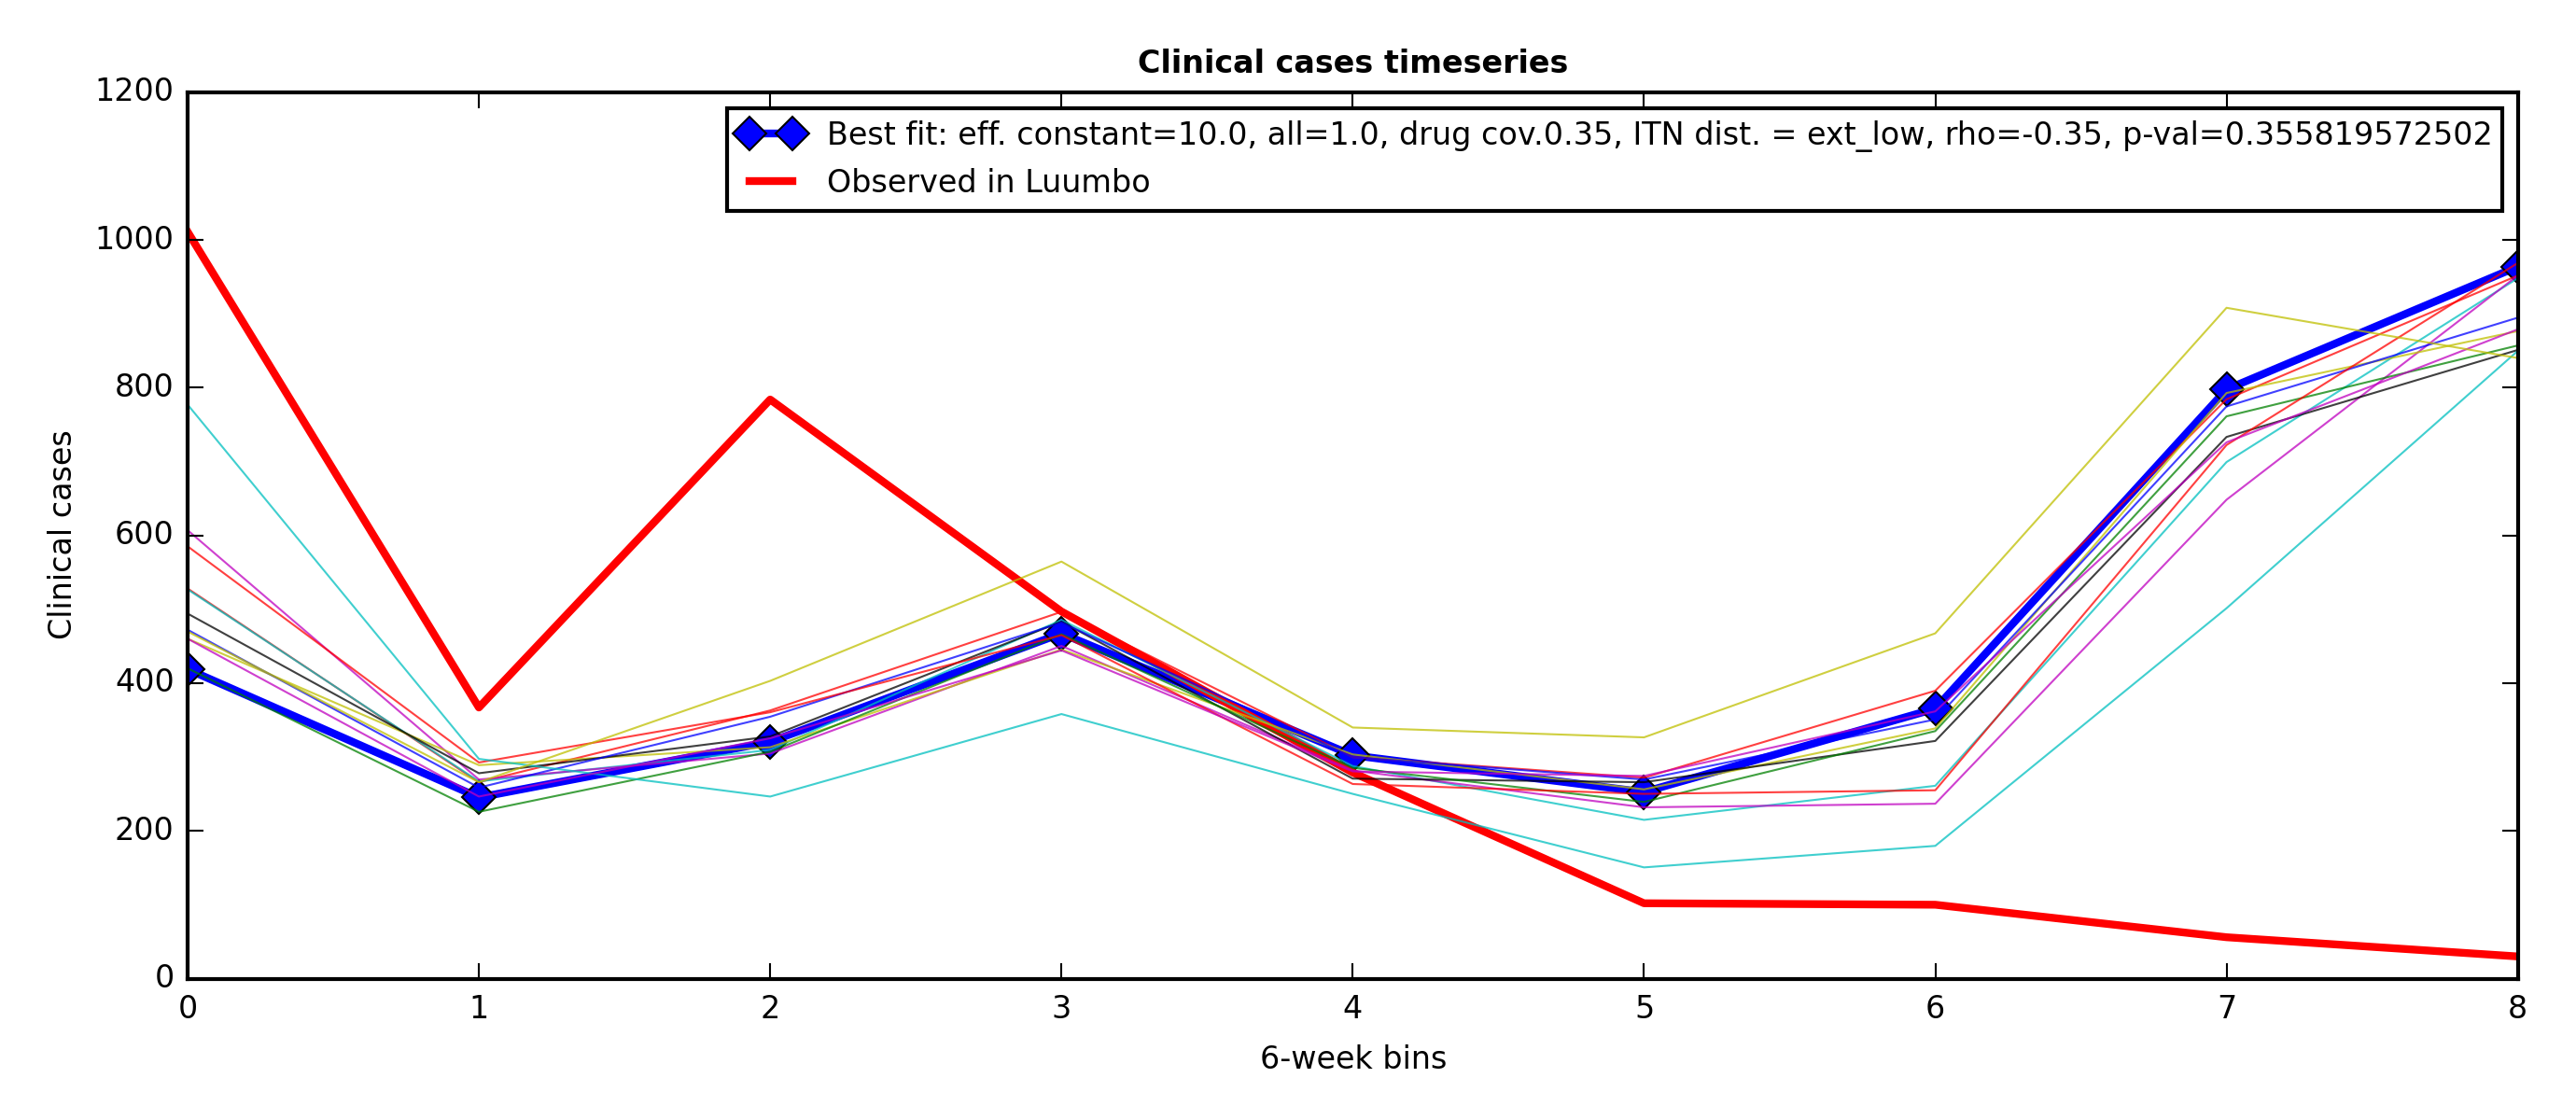 Clinical cases timeseries
1200
1000
800
600
400
200
0
Clinical cases
Best fit: eff. constant=10.0, all=1.0, drug cov.0.35, ITN dist. = ext_low, rho=-0.35, p-val=0.355819572502
Observed in Luumbo
0 1 2 3 4 5 6 7 8
6-week bins